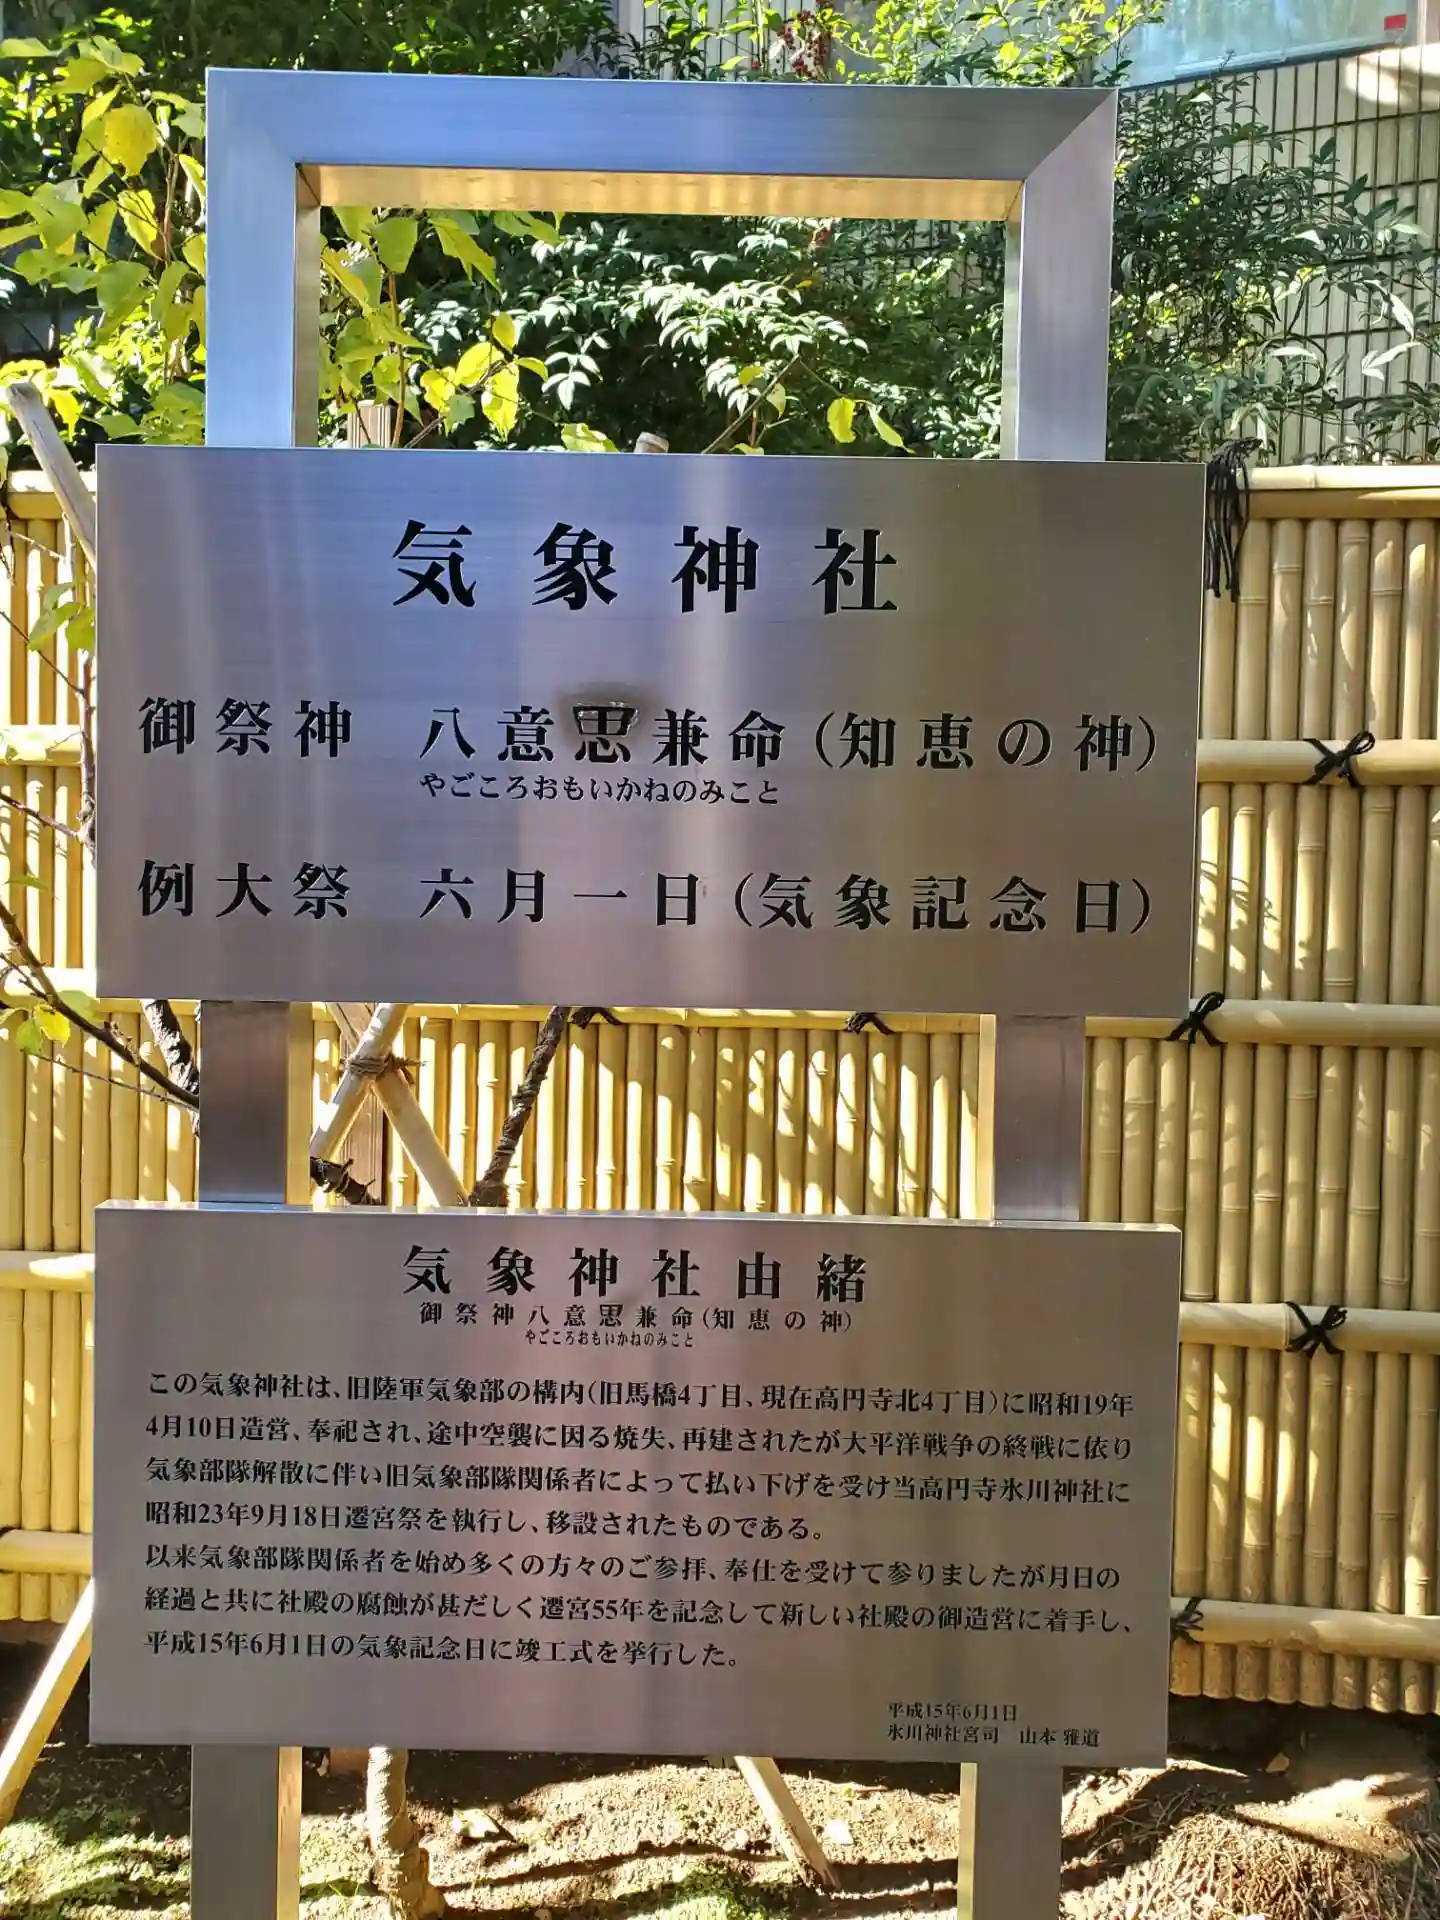 気象神社
御祭神 八意思兼命(知恵の神)
やごころおもいかねのみこと
例大祭 六月一日(気象記念日)
気象神社由緒
御祭神八意思兼命(知恵の神)
やごころおもいかねのみこと
この気象神社は、旧陸軍気象部の構内(旧馬橋4丁目、現在高円寺北4丁目)に昭和19年
4月10日造営、奉祀され、途中空襲に因る焼失、再建されたが大平洋戦争の終戦に依り
気象部隊解散に伴い旧気象部隊関係者によって払い下げを受け当高円寺氷川神社に
昭和23年9月18日遷宮祭を執行し、移設されたものである。
以来気象部隊関係者を始め多くの方々のご参拝、奉仕を受けて参りましたが月日の
経過と共に社殿の腐蝕が甚だしく遷宮55年を記念して新しい社殿の御造営に着手し、
平成15年6月1日の気象記念日に竣工式を挙行した。
平成15年6月1日
氷川神社宮司 山本 雅道